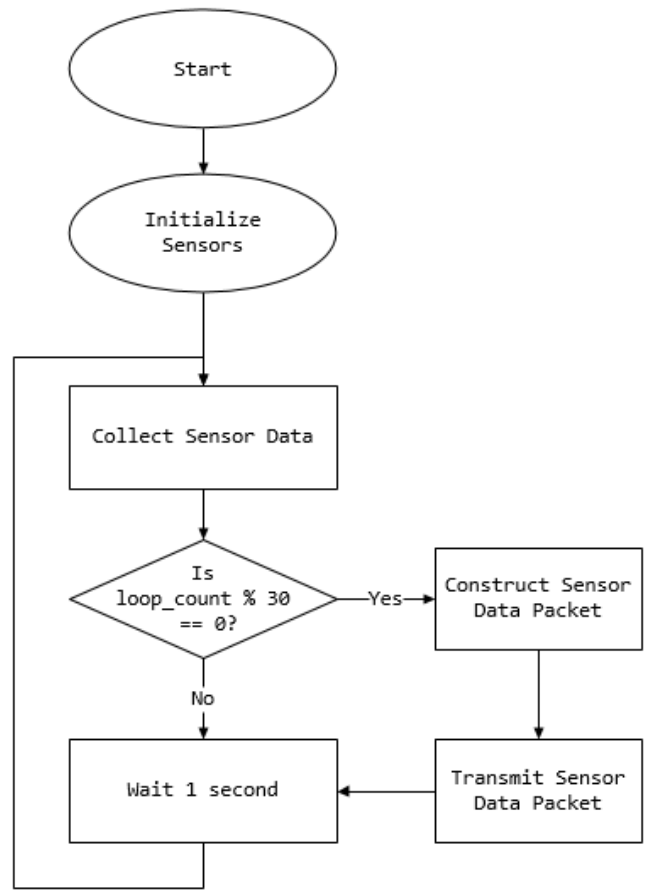 Start
Initialize
Sensors
Collect Sensor Data
Is
loop_count % 30
== 0?
Yes
Construct Sensor
Data Packet
No
Wait 1 second
Transmit Sensor
Data Packet